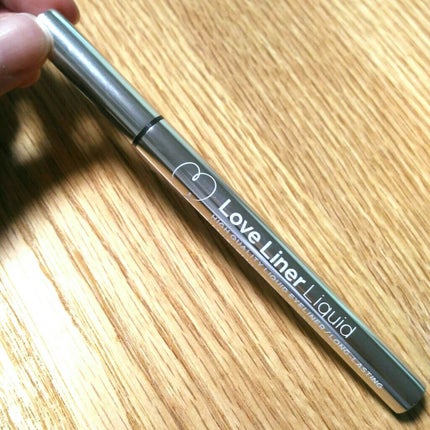 Love Liner Liquid
HIGH QUALITY LIQUID EYELINER/LONG-LASTING